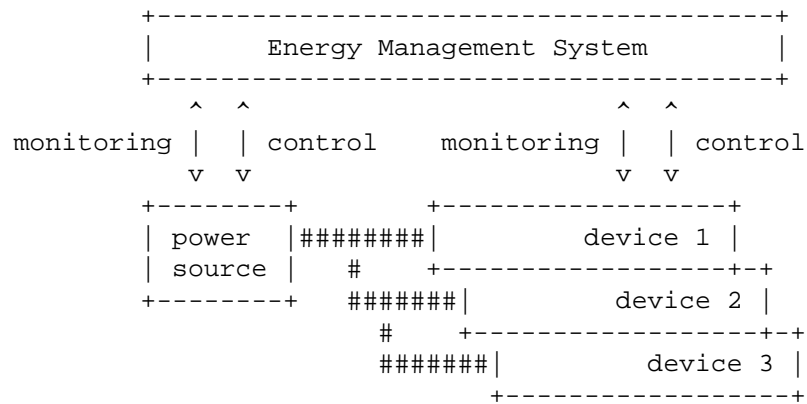 Energy Management System
monitoring control monitoring control
power device 1
source
device 2
device 3